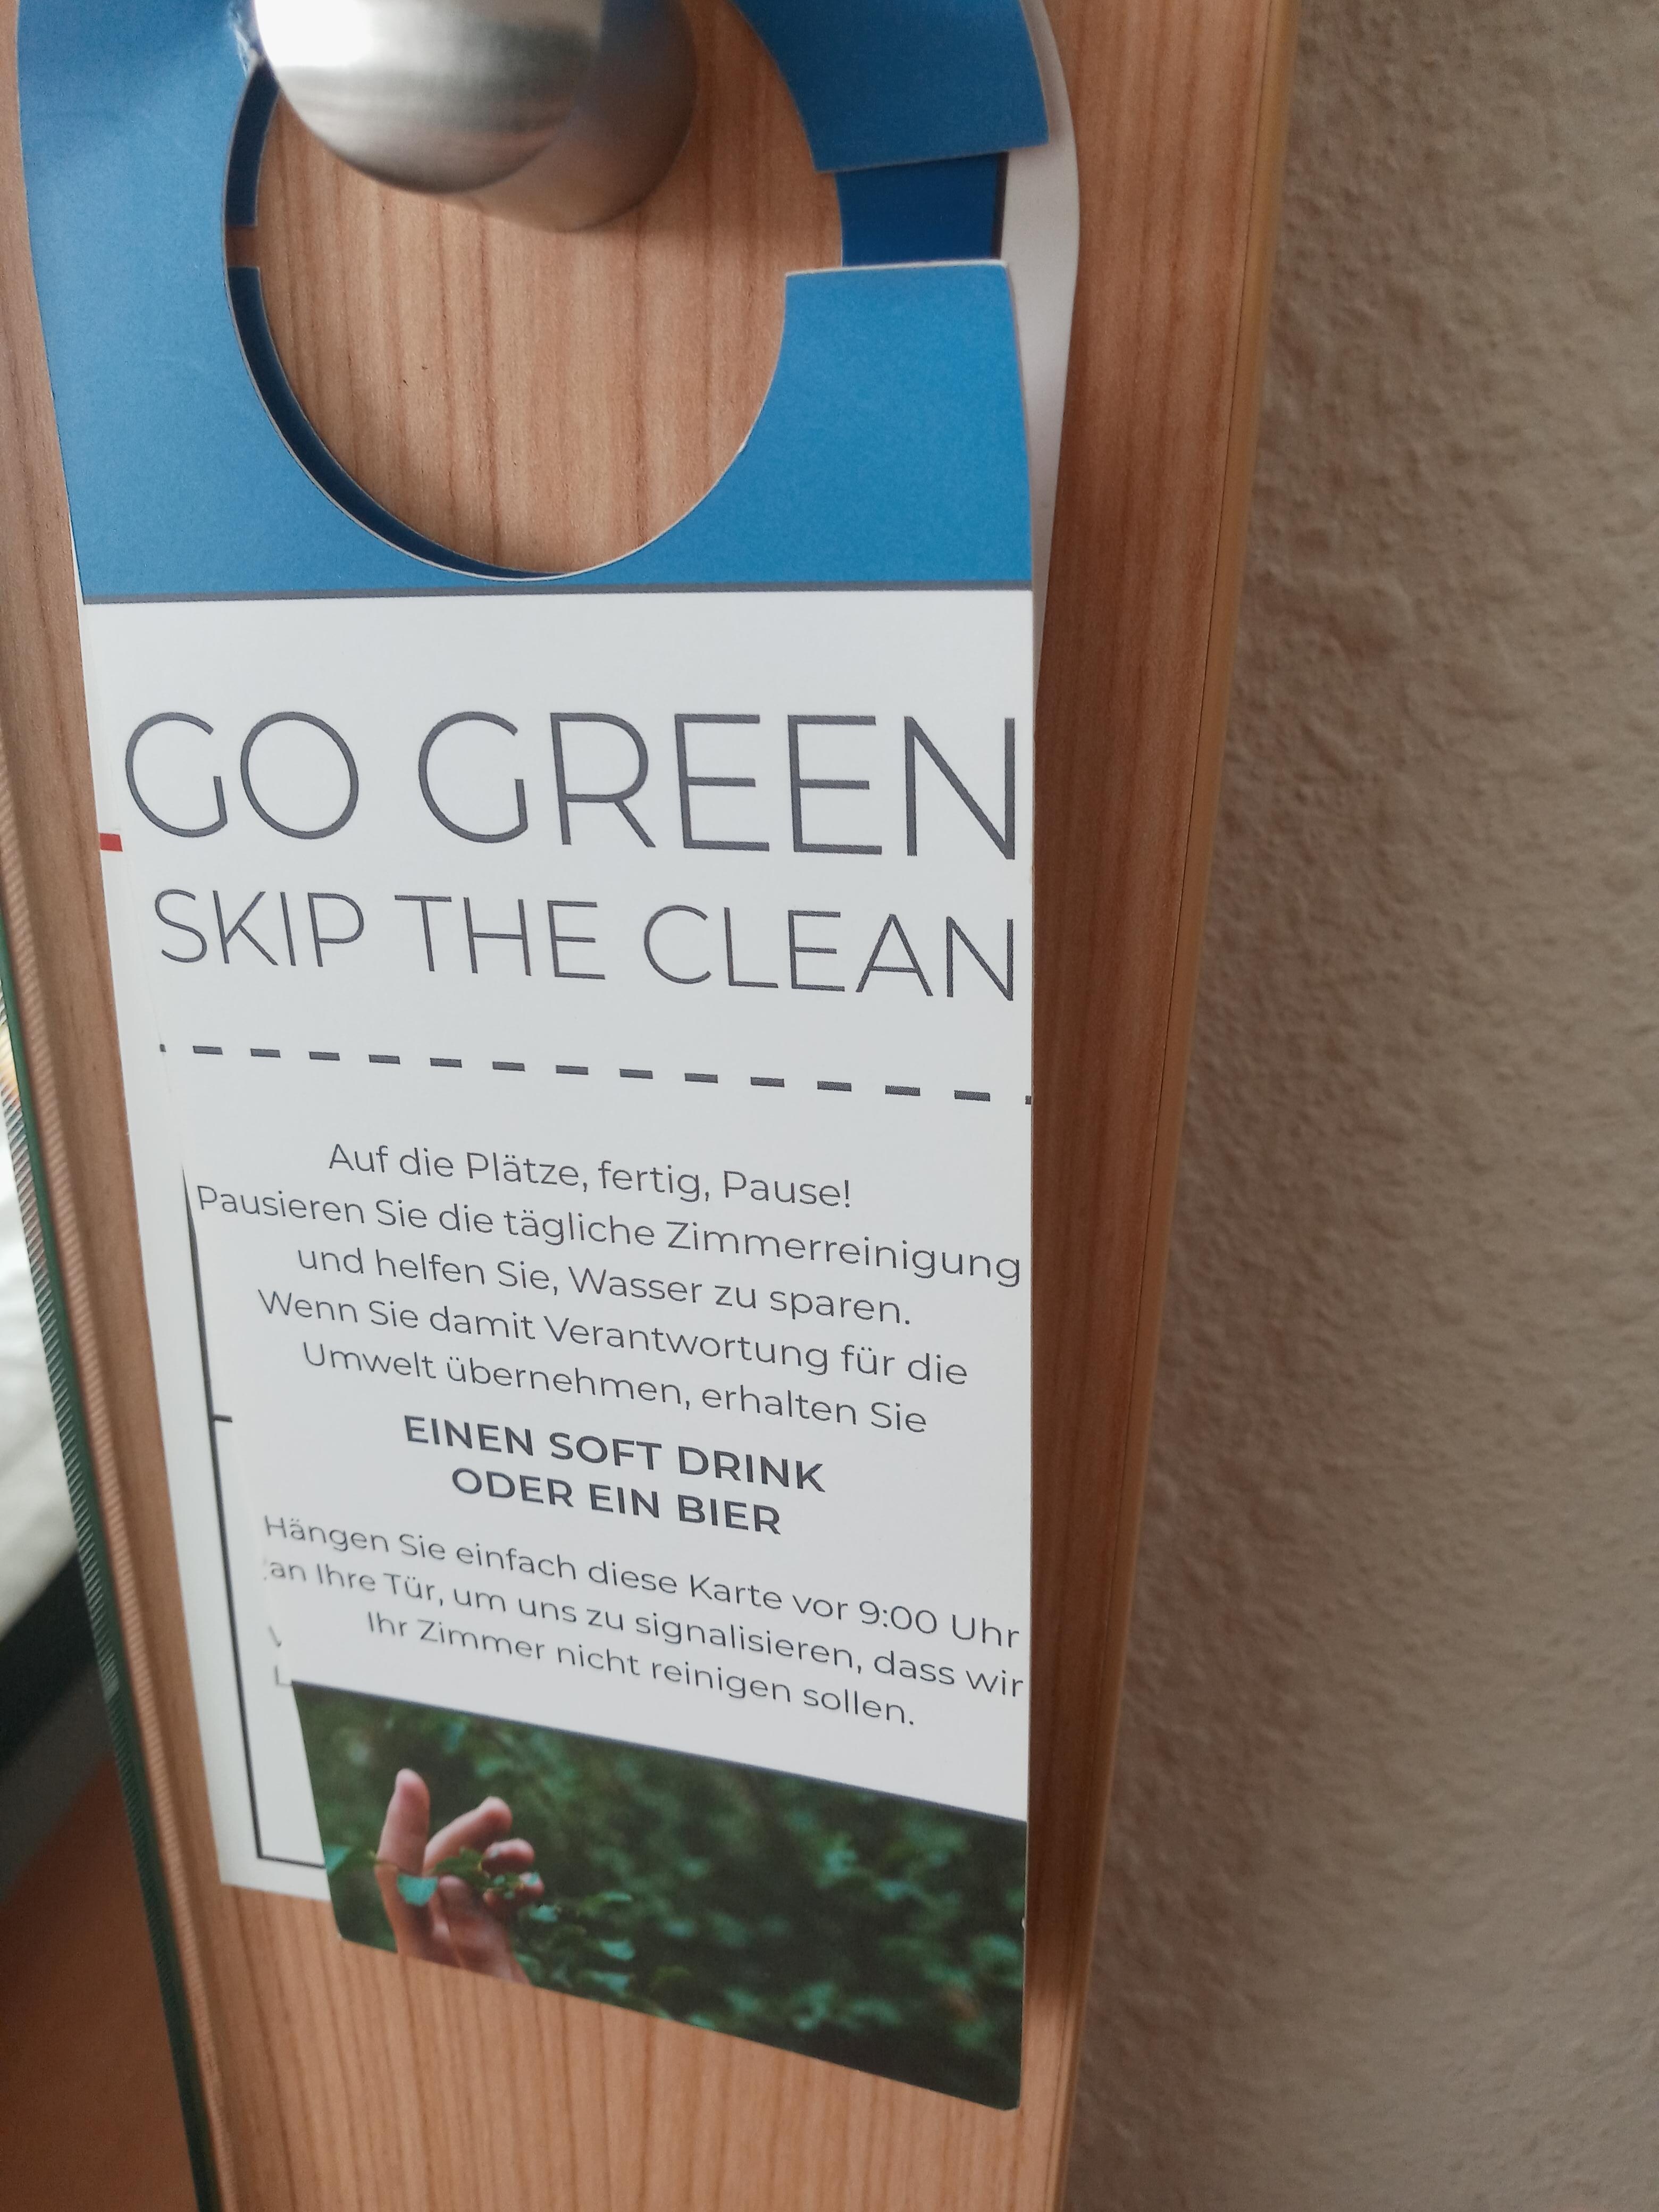 GO GREEN
SKIP THE CLEAN
Auf die Plätze, fertig, Pause!
Pausieren Sie die tägliche Zimmerreinigung
und helfen Sie, Wasser zu sparen.
Wenn Sie damit Verantwortung für die
Umwelt übernehmen, erhalten Sie
EINEN SOFT DRINK
ODER EIN BIER
Hängen Sie einfach diese Karte vor 9:00 Uhr
an Ihre Tür, um uns zu signalisieren, dass wir
Ihr Zimmer nicht reinigen sollen.